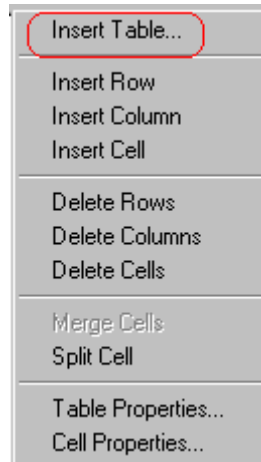 Insert Table...
Insert Row
Insert Column
Insert Cell
Delete Rows
Delete Columns
Delete Cells
Merge Cells
Split Cell
Table Properties...
Cell Properties...